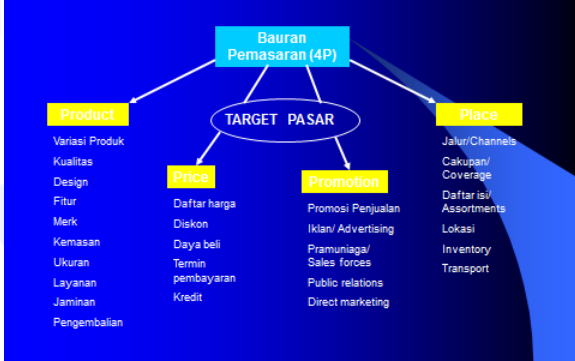 Bauran
Pemasaran (4P)
TARGET PASAR
Product
Variasi Produk
Kualitas
Design
Fitur
Merk
Kemasan
Ukuran
Layanan
Jaminan
Pengembalian
Price
Daftar harga
Diskon
Daya beli
Termin
pembayaran
Kredit
Promotion
Promosi Penjualan
Iklan/ Advertising
Pramuniaga/
Sales forces
Public relations
Direct marketing
Place
Jalur/Channels
Cakupan/
Coverage
Daftar isi/
Assortments
Lokasi
Inventory
Transport